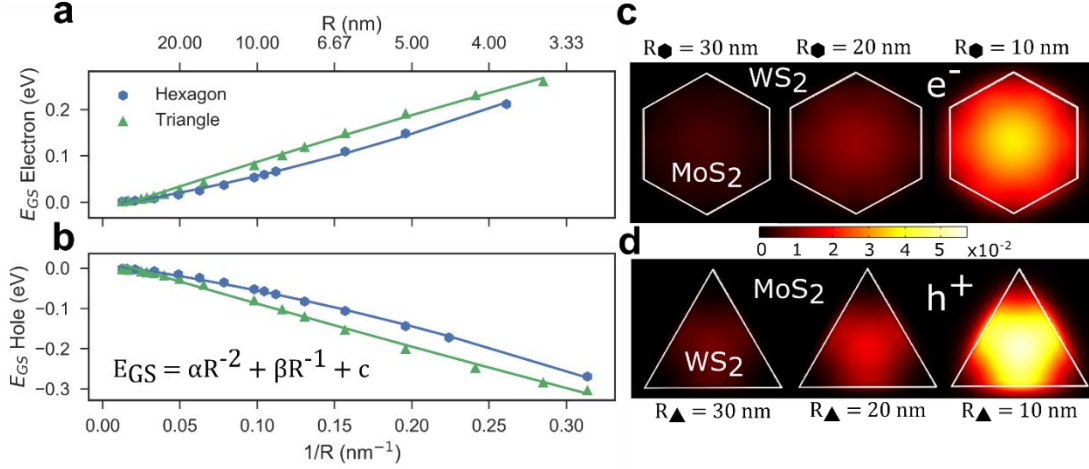 a
R (nm)
20.00 10.00 6.67 5.00 4.00 3.33
E_GS Electron (eV)
0.2
0.1
0.0
Hexagon
Triangle
b
E_GS Hole (eV)
0.0
−0.1
−0.2
−0.3
E_GS = αR⁻² + βR⁻¹ + c
0.00 0.05 0.10 0.15 0.20 0.25 0.30
1/R (nm⁻¹)
c
R⬢ = 30 nm R⬢ = 20 nm R⬢ = 10 nm
WS₂ e⁻
MoS₂
0 1 2 3 4 5 ×10⁻²
d
MoS₂ h⁺
WS₂
R▲ = 30 nm R▲ = 20 nm R▲ = 10 nm